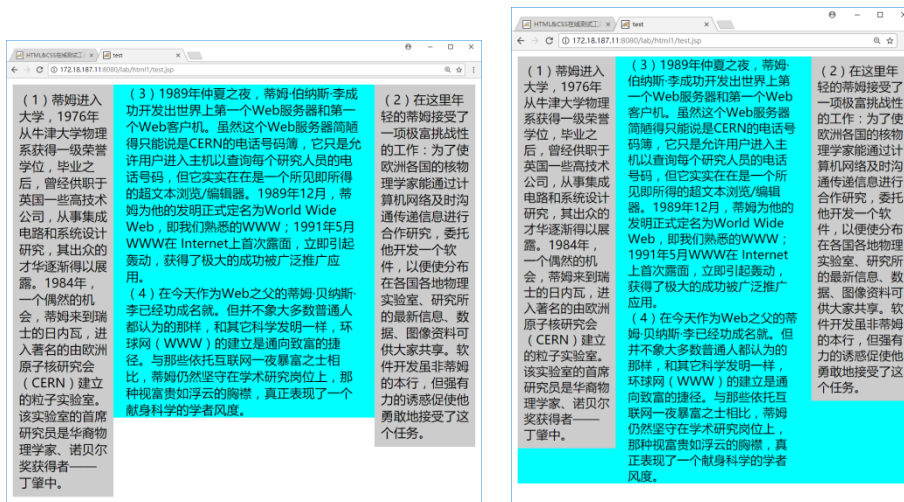 HTML&CSS在线测试工具
test
172.18.187.11:8080/lab/html1/test.jsp
（1）蒂姆进入
大学，1976年
从牛津大学物理
系获得一级荣誉
学位，毕业之
后，曾经供职于
英国一些高技术
公司，从事集成
电路和系统设计
研究，其出众的
才华逐渐得以展
露。1984年，
一个偶然的机
会，蒂姆来到瑞
士的日内瓦，进
入著名的由欧洲
原子核研究会
（CERN）建立
的粒子实验室。
该实验室的首席
研究员是华裔物
理学家、诺贝尔
奖获得者——
丁肇中。
（3）1989年仲夏之夜，蒂姆·伯纳斯·李成
功开发出世界上第一个Web服务器和第一
个Web客户机。虽然这个Web服务器简陋
得只能说是CERN的电话号码簿，它只是允
许用户进入主机以查询每个研究人员的电
话号码，但它实实在在是一个所见即所得
的超文本浏览/编辑器。1989年12月，蒂
姆为他的发明正式定名为World Wide
Web，即我们熟悉的WWW；1991年5月
WWW在 Internet上首次露面，立即引起
轰动，获得了极大的成功被广泛推广应
用。
（4）在今天作为Web之父的蒂姆·贝纳斯·
李已经功成名就。但并不象大多数普通人
都认为的那样，和其它科学发明一样，环
球网（WWW）的建立是通向致富的捷
径。与那些依托互联网一夜暴富之士相
比，蒂姆仍然坚守在学术研究岗位上，那
种视富贵如浮云的胸襟，真正表现了一个
献身科学的学者风度。
（2）在这里年
轻的蒂姆接受了
一项极富挑战性
的工作：为了使
欧洲各国的核物
理学家能通过计
算机网络及时沟
通传递信息进行
合作研究，委托
他开发一个软
件，以便使分布
在各国各地物理
实验室、研究所
的最新信息、数
据、图像资料可
供大家共享。软
件开发虽非蒂姆
的本行，但强有
力的诱惑促使他
勇敢地接受了这
个任务。
HTML&CSS在线测试工具
test
172.18.187.11:8080/lab/html1/test.jsp
（1）蒂姆进入
大学，1976年
从牛津大学物理
系获得一级荣誉
学位，毕业之
后，曾经供职于
英国一些高技术
公司，从事集成
电路和系统设计
研究，其出众的
才华逐渐得以展
露。1984年，
一个偶然的机
会，蒂姆来到瑞
士的日内瓦，进
入著名的由欧洲
原子核研究会
（CERN）建立
的粒子实验室。
该实验室的首席
研究员是华裔物
理学家、诺贝尔
奖获得者——
丁肇中。
（3）1989年仲夏之夜，蒂姆·
伯纳斯·李成功开发出世界上第
一个Web服务器和第一个Web
客户机。虽然这个Web服务器
简陋得只能说是CERN的电话号
码簿，它只是允许用户进入主
机以查询每个研究人员的电话
号码，但它实实在在是一个所
见即所得的超文本浏览/编辑
器。1989年12月，蒂姆为他的
发明正式定名为World Wide
Web，即我们熟悉的WWW；
1991年5月WWW在 Internet
上首次露面，立即引起轰动，
获得了极大的成功被广泛推广
应用。
（4）在今天作为Web之父的蒂
姆·贝纳斯·李已经功成名就。但
并不象大多数普通人都认为的
那样，和其它科学发明一样，
环球网（WWW）的建立是通
向致富的捷径。与那些依托互
联网一夜暴富之士相比，蒂姆
仍然坚守在学术研究岗位上，
那种视富贵如浮云的胸襟，真
正表现了一个献身科学的学者
风度。
（2）在这里年
轻的蒂姆接受了
一项极富挑战性
的工作：为了使
欧洲各国的核物
理学家能通过计
算机网络及时沟
通传递信息进行
合作研究，委托
他开发一个软
件，以便使分布
在各国各地物理
实验室、研究所
的最新信息、数
据、图像资料可
供大家共享。软
件开发虽非蒂姆
的本行，但强有
力的诱惑促使他
勇敢地接受了这
个任务。